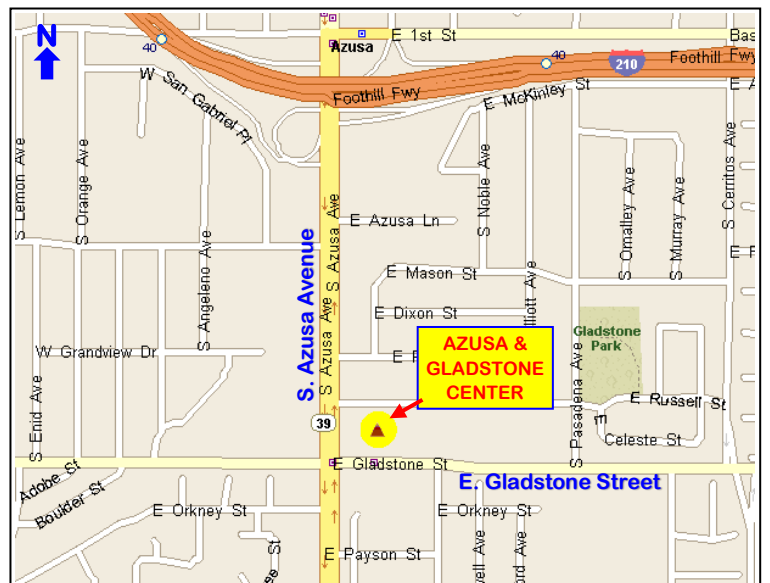 N
40
Azusa
E 1st St
40
Bas
210
Foothill Fwy
W San Gabriel Pl
Foothill Fwy
E McKinley St
E A
S Lemon Ave
S Orange Ave
S Angeleno Ave
S. Azusa Avenue
S Azusa Ave
S Azusa Ave
E Azusa Ln
S Noble Ave
S Omalley Ave
S Murray Ave
S Cerritos Ave
E Mason St
E Dixon St
Gladstone
Park
W Grandview Dr
AZUSA &
GLADSTONE
CENTER
S Enid Ave
39
S Pasadena Ave
E Russell St
E
Celeste St
E Gladstone St
E. Gladstone Street
Adobe St
Boulder St
E Orkney St
E Orkney St
E Payson St